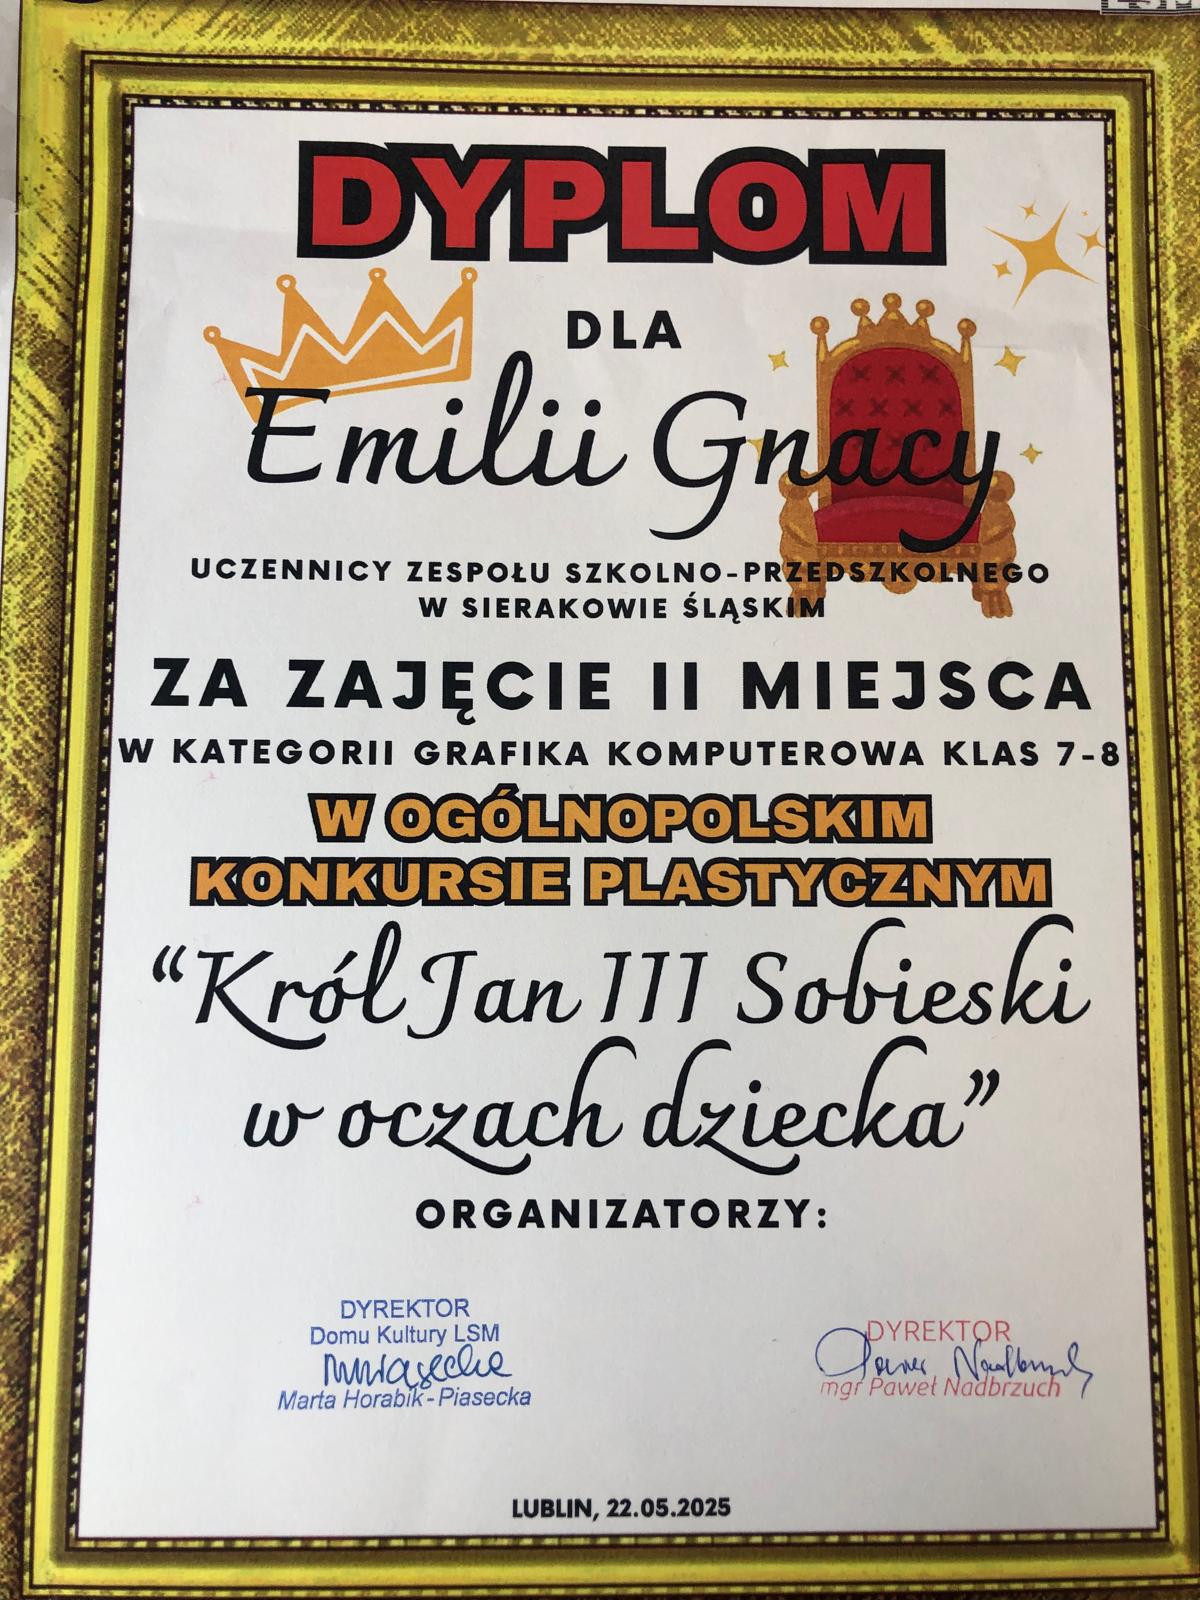 DYPLOM
DLA
Emilii Gnacy
UCZENNICY ZESPOŁU SZKOLNO-PRZEDSZKOLNEGO
W SIERAKOWIE ŚLĄSKIM
ZA ZAJĘCIE II MIEJSCA
W KATEGORII GRAFIKA KOMPUTEROWA KLAS 7-8
W OGÓLNOPOLSKIM
KONKURSIE PLASTYCZNYM
“Król Jan III Sobieski
w oczach dziecka”
ORGANIZATORZY:
DYREKTOR
Domu Kultury LSM
Marta Horabik-Piasecka
DYREKTOR
mgr Paweł Nadbrzuch
LUBLIN, 22.05.2025